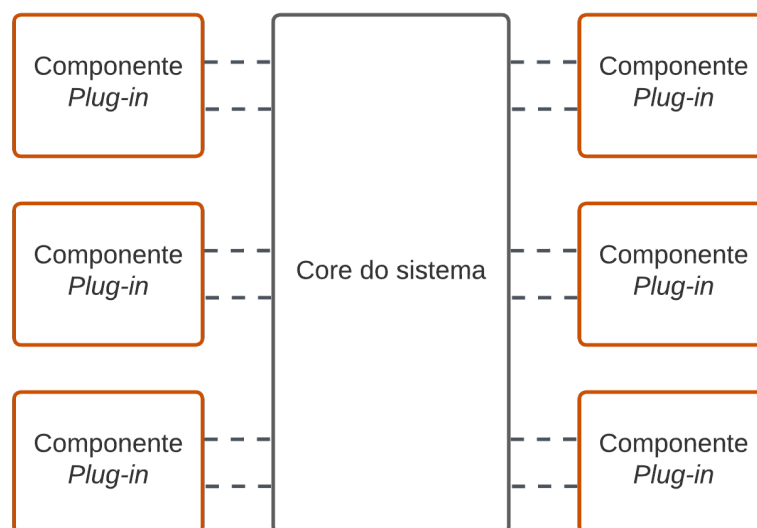 Componente
Plug-in
Componente
Plug-in
Componente
Plug-in
Core do sistema
Componente
Plug-in
Componente
Plug-in
Componente
Plug-in